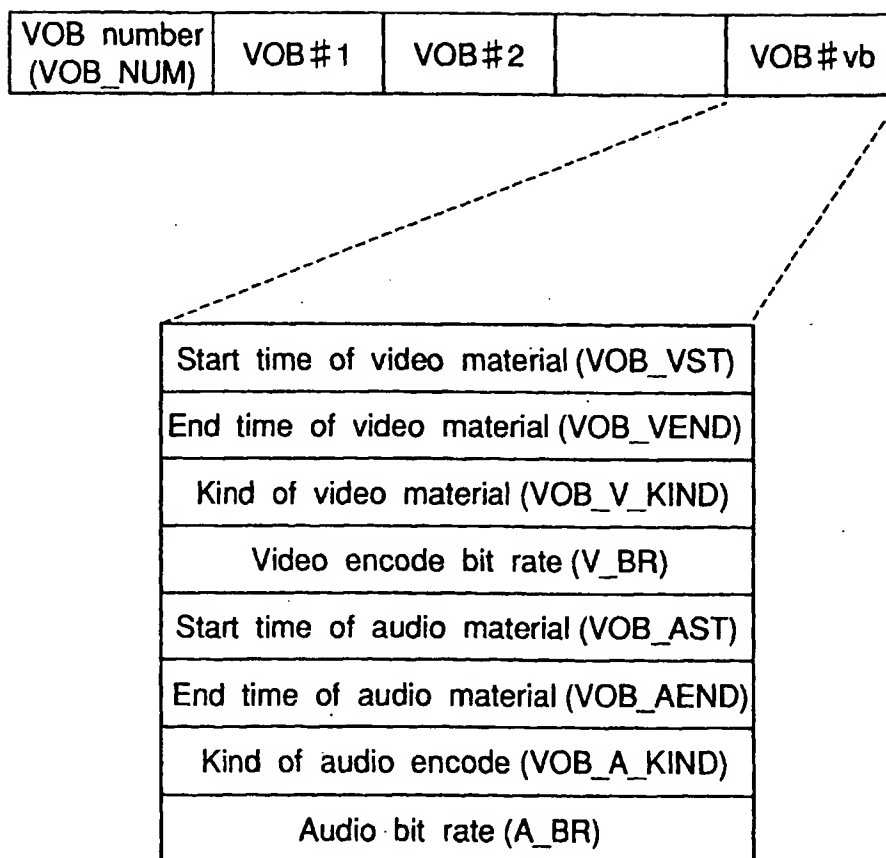 VOB number
(VOB_NUM)
VOB#1
VOB#2
VOB#vb
Start time of video material (VOB_VST)
End time of video material (VOB_VEND)
Kind of video material (VOB_V_KIND)
Video encode bit rate (V_BR)
Start time of audio material (VOB_AST)
End time of audio material (VOB_AEND)
Kind of audio encode (VOB_A_KIND)
Audio bit rate (A_BR)